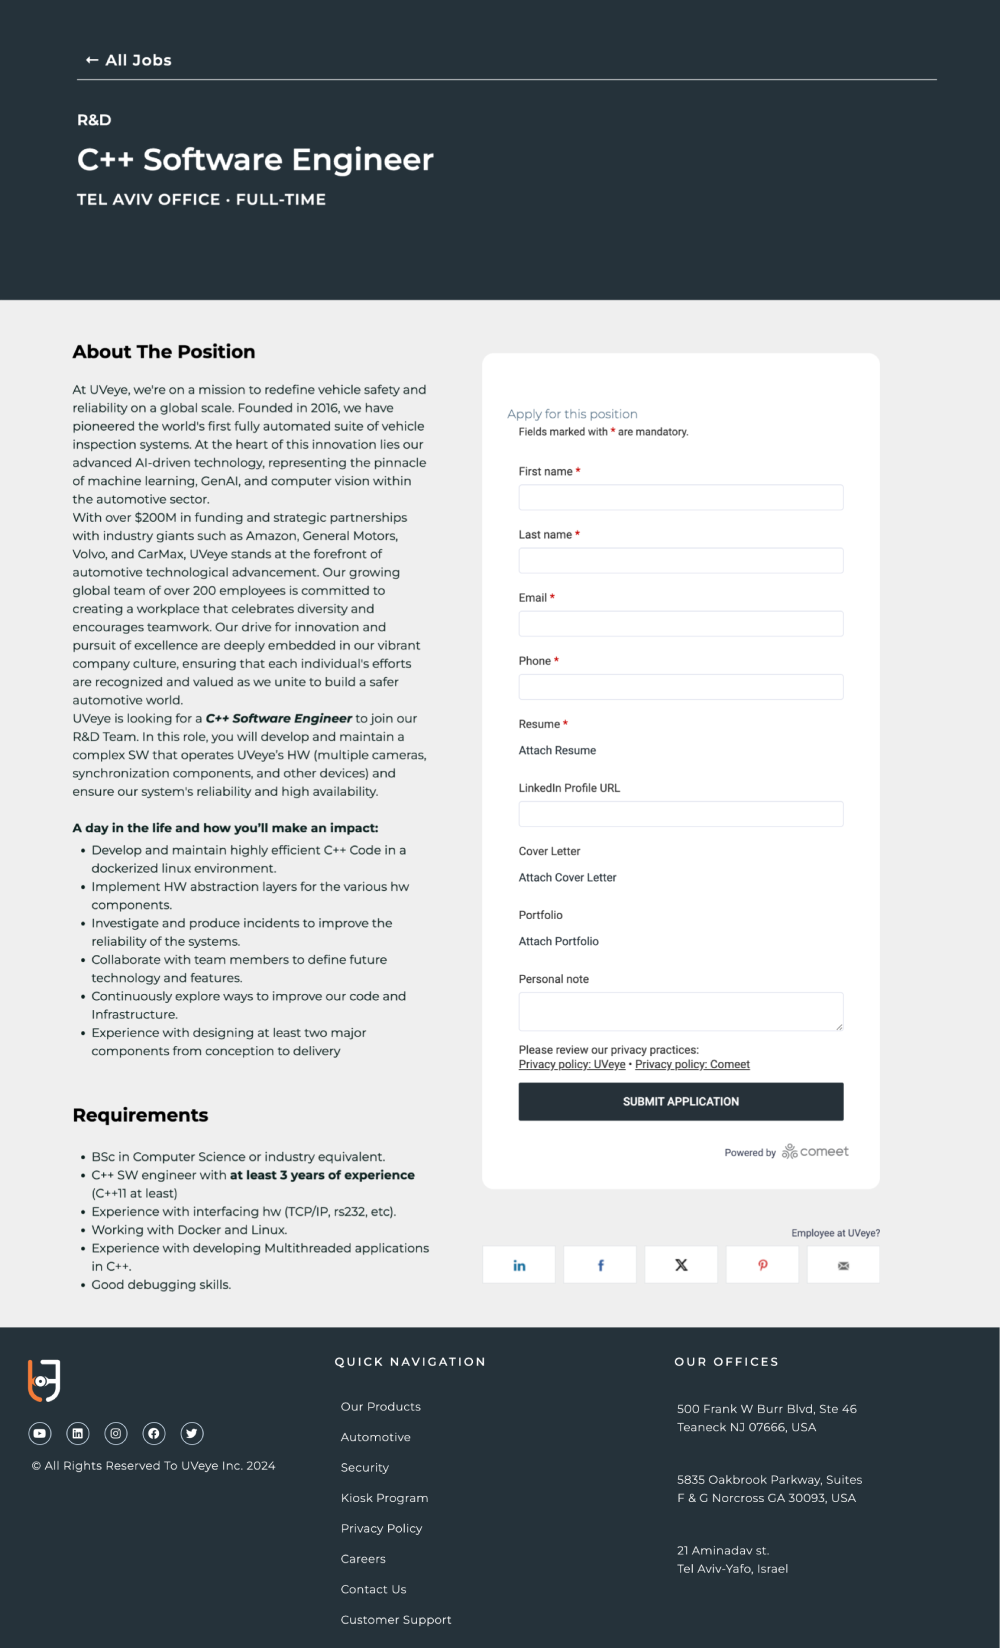 ← All Jobs
R&D
C++ Software Engineer
TEL AVIV OFFICE · FULL-TIME
About The Position
At UVeye, we're on a mission to redefine vehicle safety and
reliability on a global scale. Founded in 2016, we have
pioneered the world's first fully automated suite of vehicle
inspection systems. At the heart of this innovation lies our
advanced AI-driven technology, representing the pinnacle
of machine learning, GenAI, and computer vision within
the automotive sector.
With over $200M in funding and strategic partnerships
with industry giants such as Amazon, General Motors,
Volvo, and CarMax, UVeye stands at the forefront of
automotive technological advancement. Our growing
global team of over 200 employees is committed to
creating a workplace that celebrates diversity and
encourages teamwork. Our drive for innovation and
pursuit of excellence are deeply embedded in our vibrant
company culture, ensuring that each individual's efforts
are recognized and valued as we unite to build a safer
automotive world.
UVeye is looking for a C++ Software Engineer to join our
R&D Team. In this role, you will develop and maintain a
complex SW that operates UVeye's HW (multiple cameras,
synchronization components, and other devices) and
ensure our system's reliability and high availability.
A day in the life and how you'll make an impact:
• Develop and maintain highly efficient C++ Code in a
dockerized linux environment.
• Implement HW abstraction layers for the various hw
components.
• Investigate and produce incidents to improve the
reliability of the systems.
• Collaborate with team members to define future
technology and features.
• Continuously explore ways to improve our code and
Infrastructure.
• Experience with designing at least two major
components from conception to delivery
Requirements
• BSc in Computer Science or industry equivalent.
• C++ SW engineer with at least 3 years of experience
(C++11 at least)
• Experience with interfacing hw (TCP/IP, rs232, etc).
• Working with Docker and Linux.
• Experience with developing Multithreaded applications
in C++.
• Good debugging skills.
Apply for this position
Fields marked with * are mandatory.
First name *
Last name *
Email *
Phone *
Resume *
Attach Resume
LinkedIn Profile URL
Cover Letter
Attach Cover Letter
Portfolio
Attach Portfolio
Personal note
Please review our privacy practices:
Privacy policy: UVeye • Privacy policy: Comeet
SUBMIT APPLICATION
Powered by comeet
Employee at UVeye?
© All Rights Reserved To UVeye Inc. 2024
QUICK NAVIGATION
Our Products
Automotive
Security
Kiosk Program
Privacy Policy
Careers
Contact Us
Customer Support
OUR OFFICES
500 Frank W Burr Blvd, Ste 46
Teaneck NJ 07666, USA
5835 Oakbrook Parkway, Suites
F & G Norcross GA 30093, USA
21 Aminadav st.
Tel Aviv-Yafo, Israel